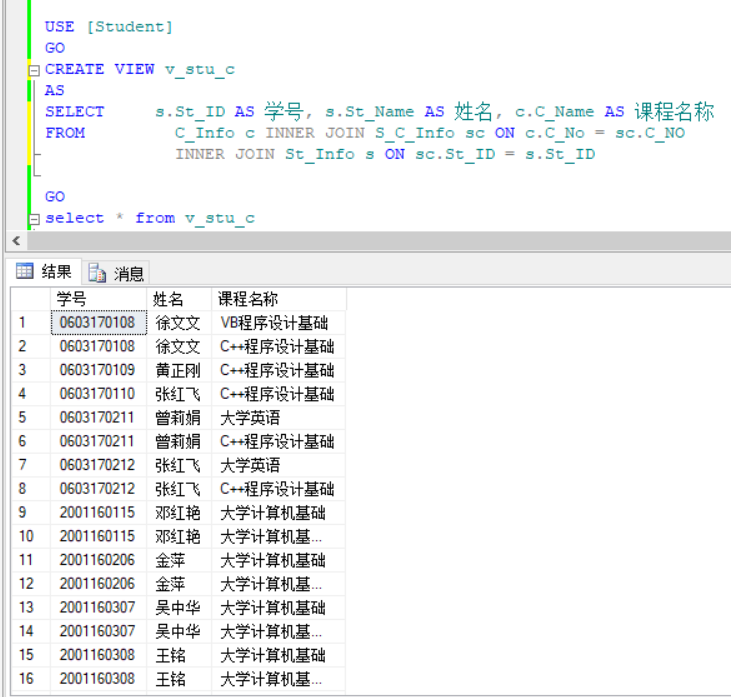 USE [Student]
GO
CREATE VIEW v_stu_c
AS
SELECT s.St_ID AS 学号, s.St_Name AS 姓名, c.C_Name AS 课程名称
FROM C_Info c INNER JOIN S_C_Info sc ON c.C_No = sc.C_NO
INNER JOIN St_Info s ON sc.St_ID = s.St_ID
GO
select * from v_stu_c
结果 消息
学号 姓名 课程名称
1 0603170108 徐文文 VB程序设计基础
2 0603170108 徐文文 C++程序设计基础
3 0603170109 黄正刚 C++程序设计基础
4 0603170110 张红飞 C++程序设计基础
5 0603170211 曾莉娟 大学英语
6 0603170211 曾莉娟 C++程序设计基础
7 0603170212 张红飞 大学英语
8 0603170212 张红飞 C++程序设计基础
9 2001160115 邓红艳 大学计算机基础
10 2001160115 邓红艳 大学计算机基...
11 2001160206 金萍 大学计算机基础
12 2001160206 金萍 大学计算机基...
13 2001160307 吴中华 大学计算机基础
14 2001160307 吴中华 大学计算机基...
15 2001160308 王铭 大学计算机基础
16 2001160308 王铭 大学计算机基...